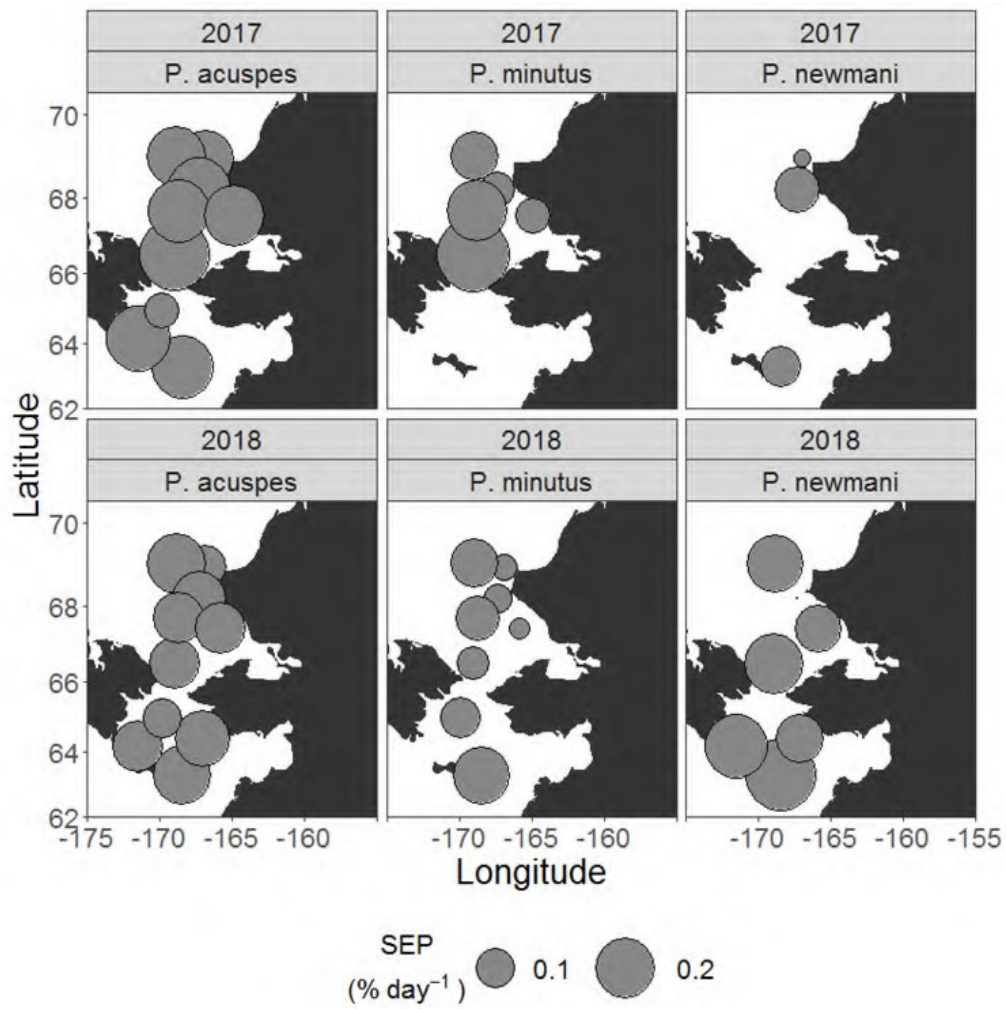 2017 2017 2017
P. acuspes P. minutus P. newmani
70
68
66
64
62
Latitude
2018 2018 2018
P. acuspes P. minutus P. newmani
70
68
66
64
62
-175 -170 -165 -160 -170 -165 -160 -170 -165 -160 -155
Longitude
SEP
(% day⁻¹) 0.1 0.2